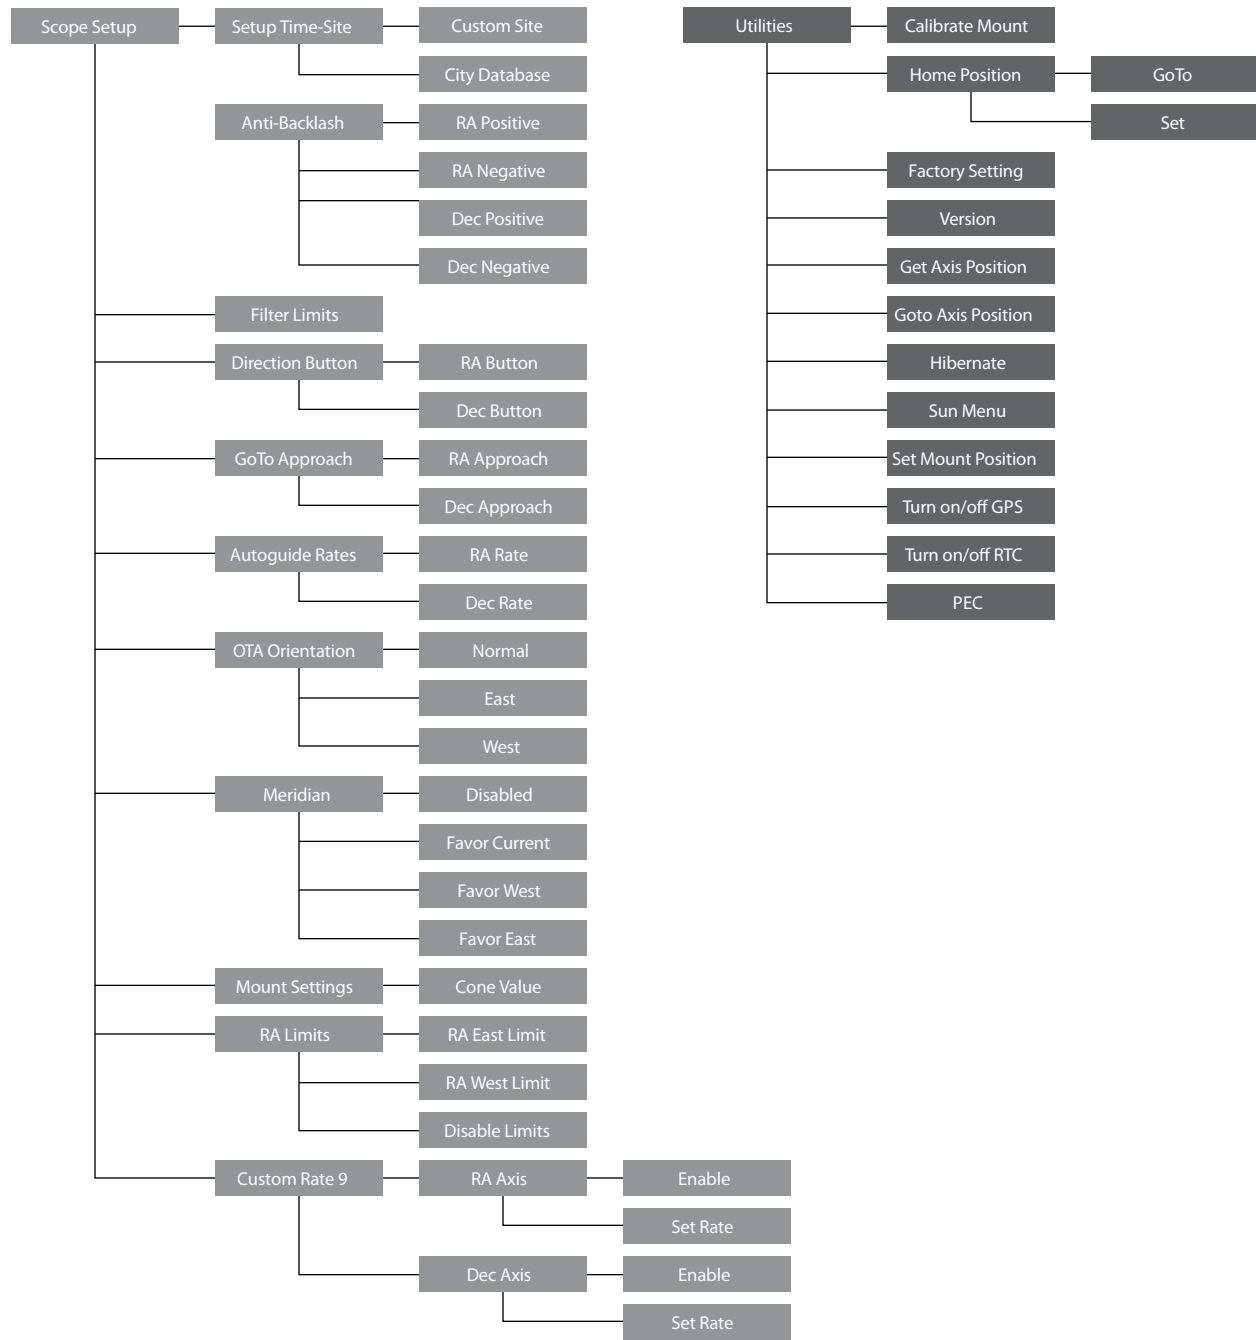 Scope Setup
Setup Time-Site
Custom Site
City Database
Anti-Backlash
RA Positive
RA Negative
Dec Positive
Dec Negative
Filter Limits
Direction Button
RA Button
Dec Button
GoTo Approach
RA Approach
Dec Approach
Autoguide Rates
RA Rate
Dec Rate
OTA Orientation
Normal
East
West
Meridian
Disabled
Favor Current
Favor West
Favor East
Mount Settings
Cone Value
RA Limits
RA East Limit
RA West Limit
Disable Limits
Custom Rate 9
RA Axis
Enable
Set Rate
Dec Axis
Enable
Set Rate
Utilities
Calibrate Mount
Home Position
GoTo
Set
Factory Setting
Version
Get Axis Position
Goto Axis Position
Hibernate
Sun Menu
Set Mount Position
Turn on/off GPS
Turn on/off RTC
PEC